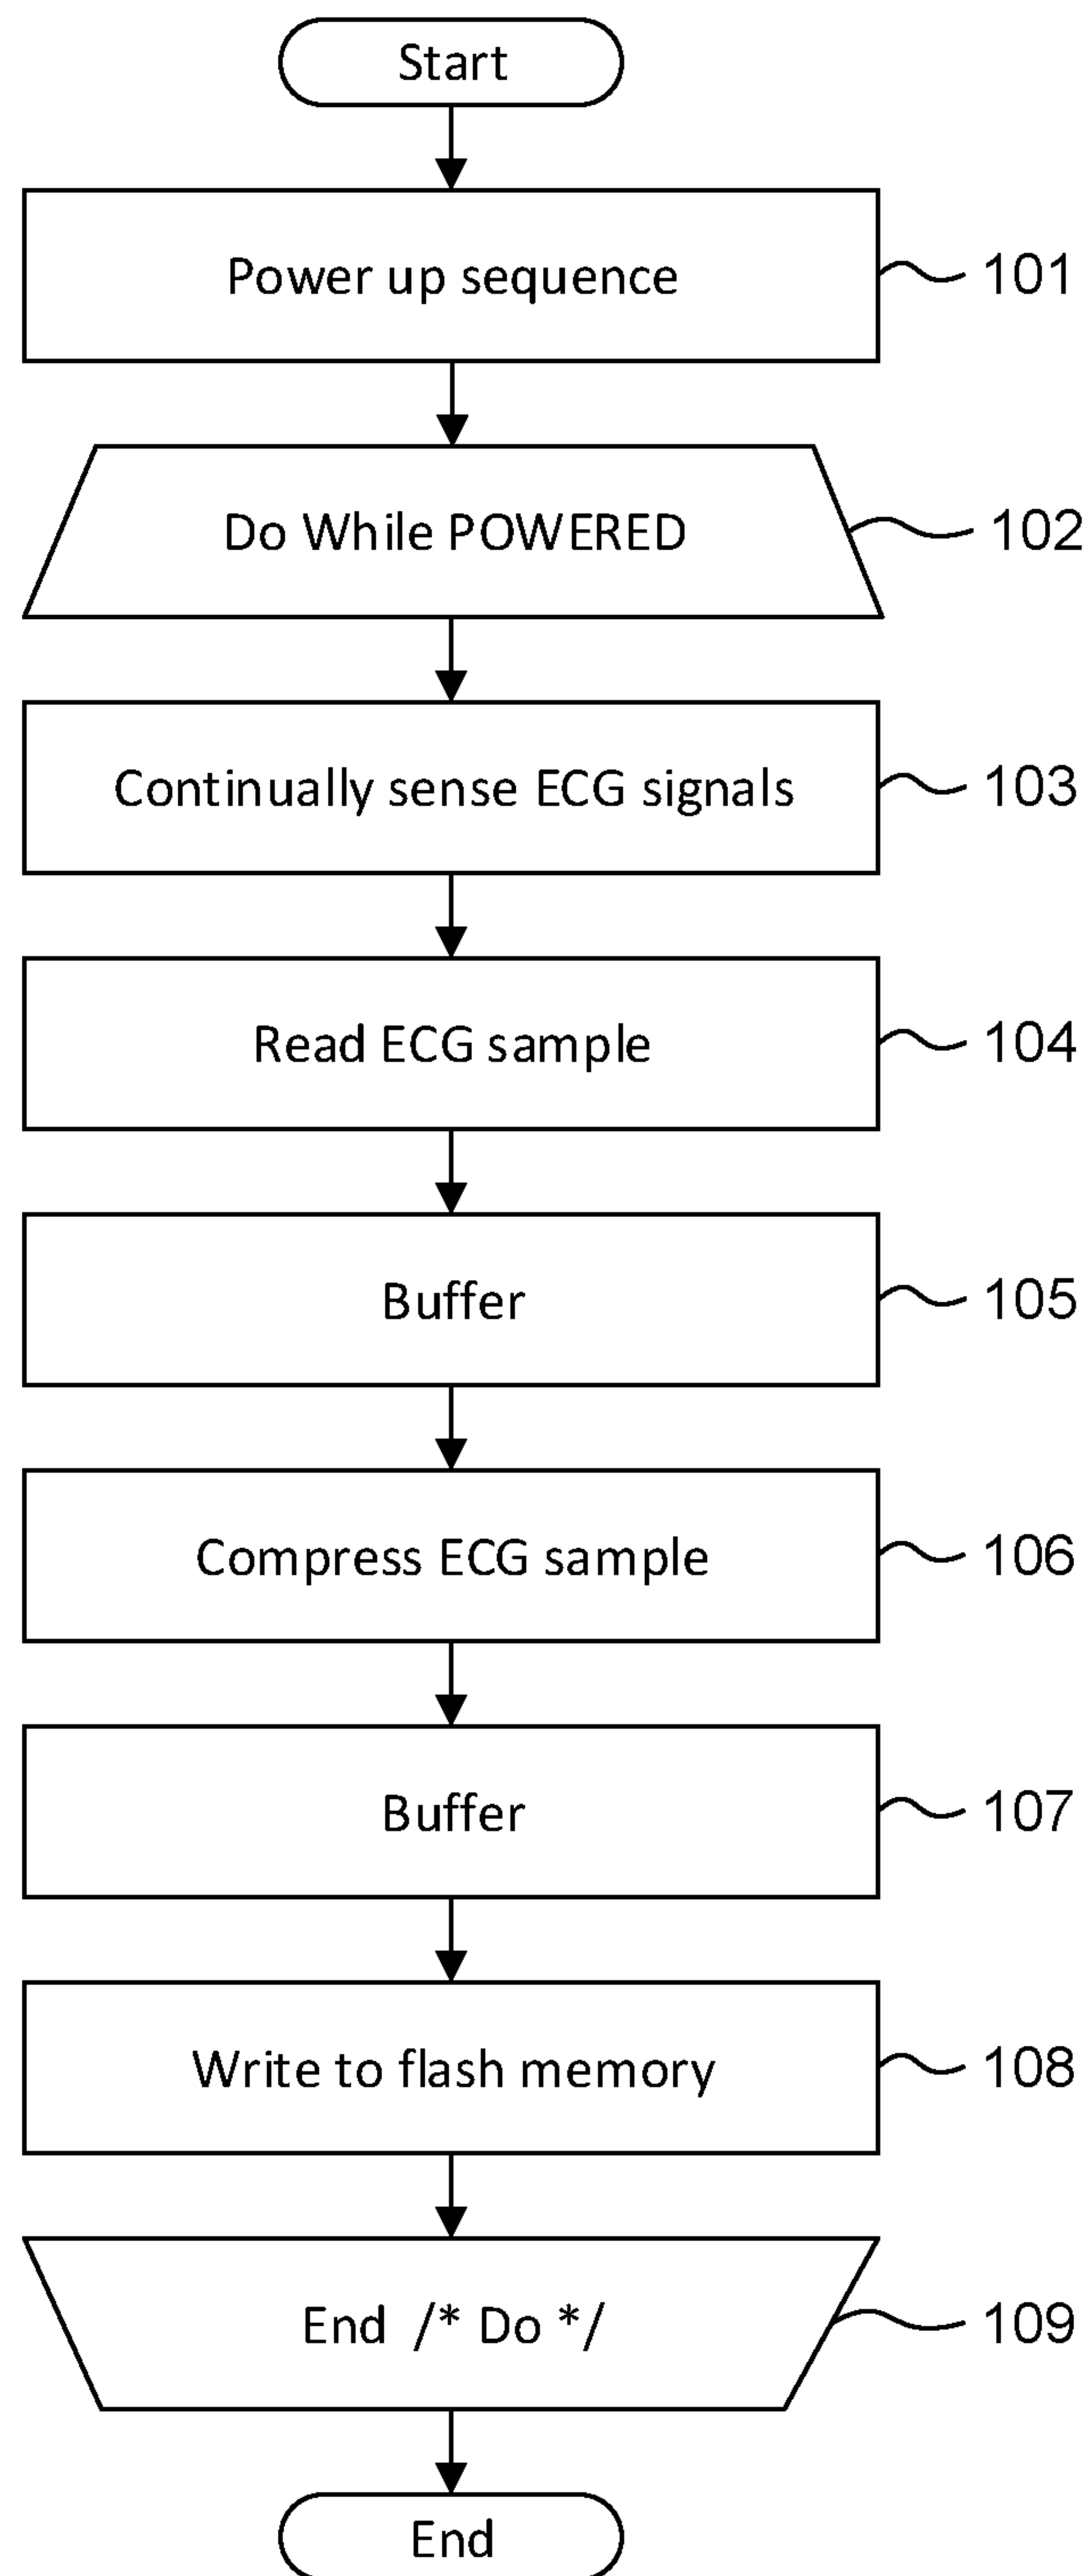 Start
Power up sequence
101
Do While POWERED
102
Continually sense ECG signals
103
Read ECG sample
104
Buffer
105
Compress ECG sample
106
Buffer
107
Write to flash memory
108
End /* Do */
109
End